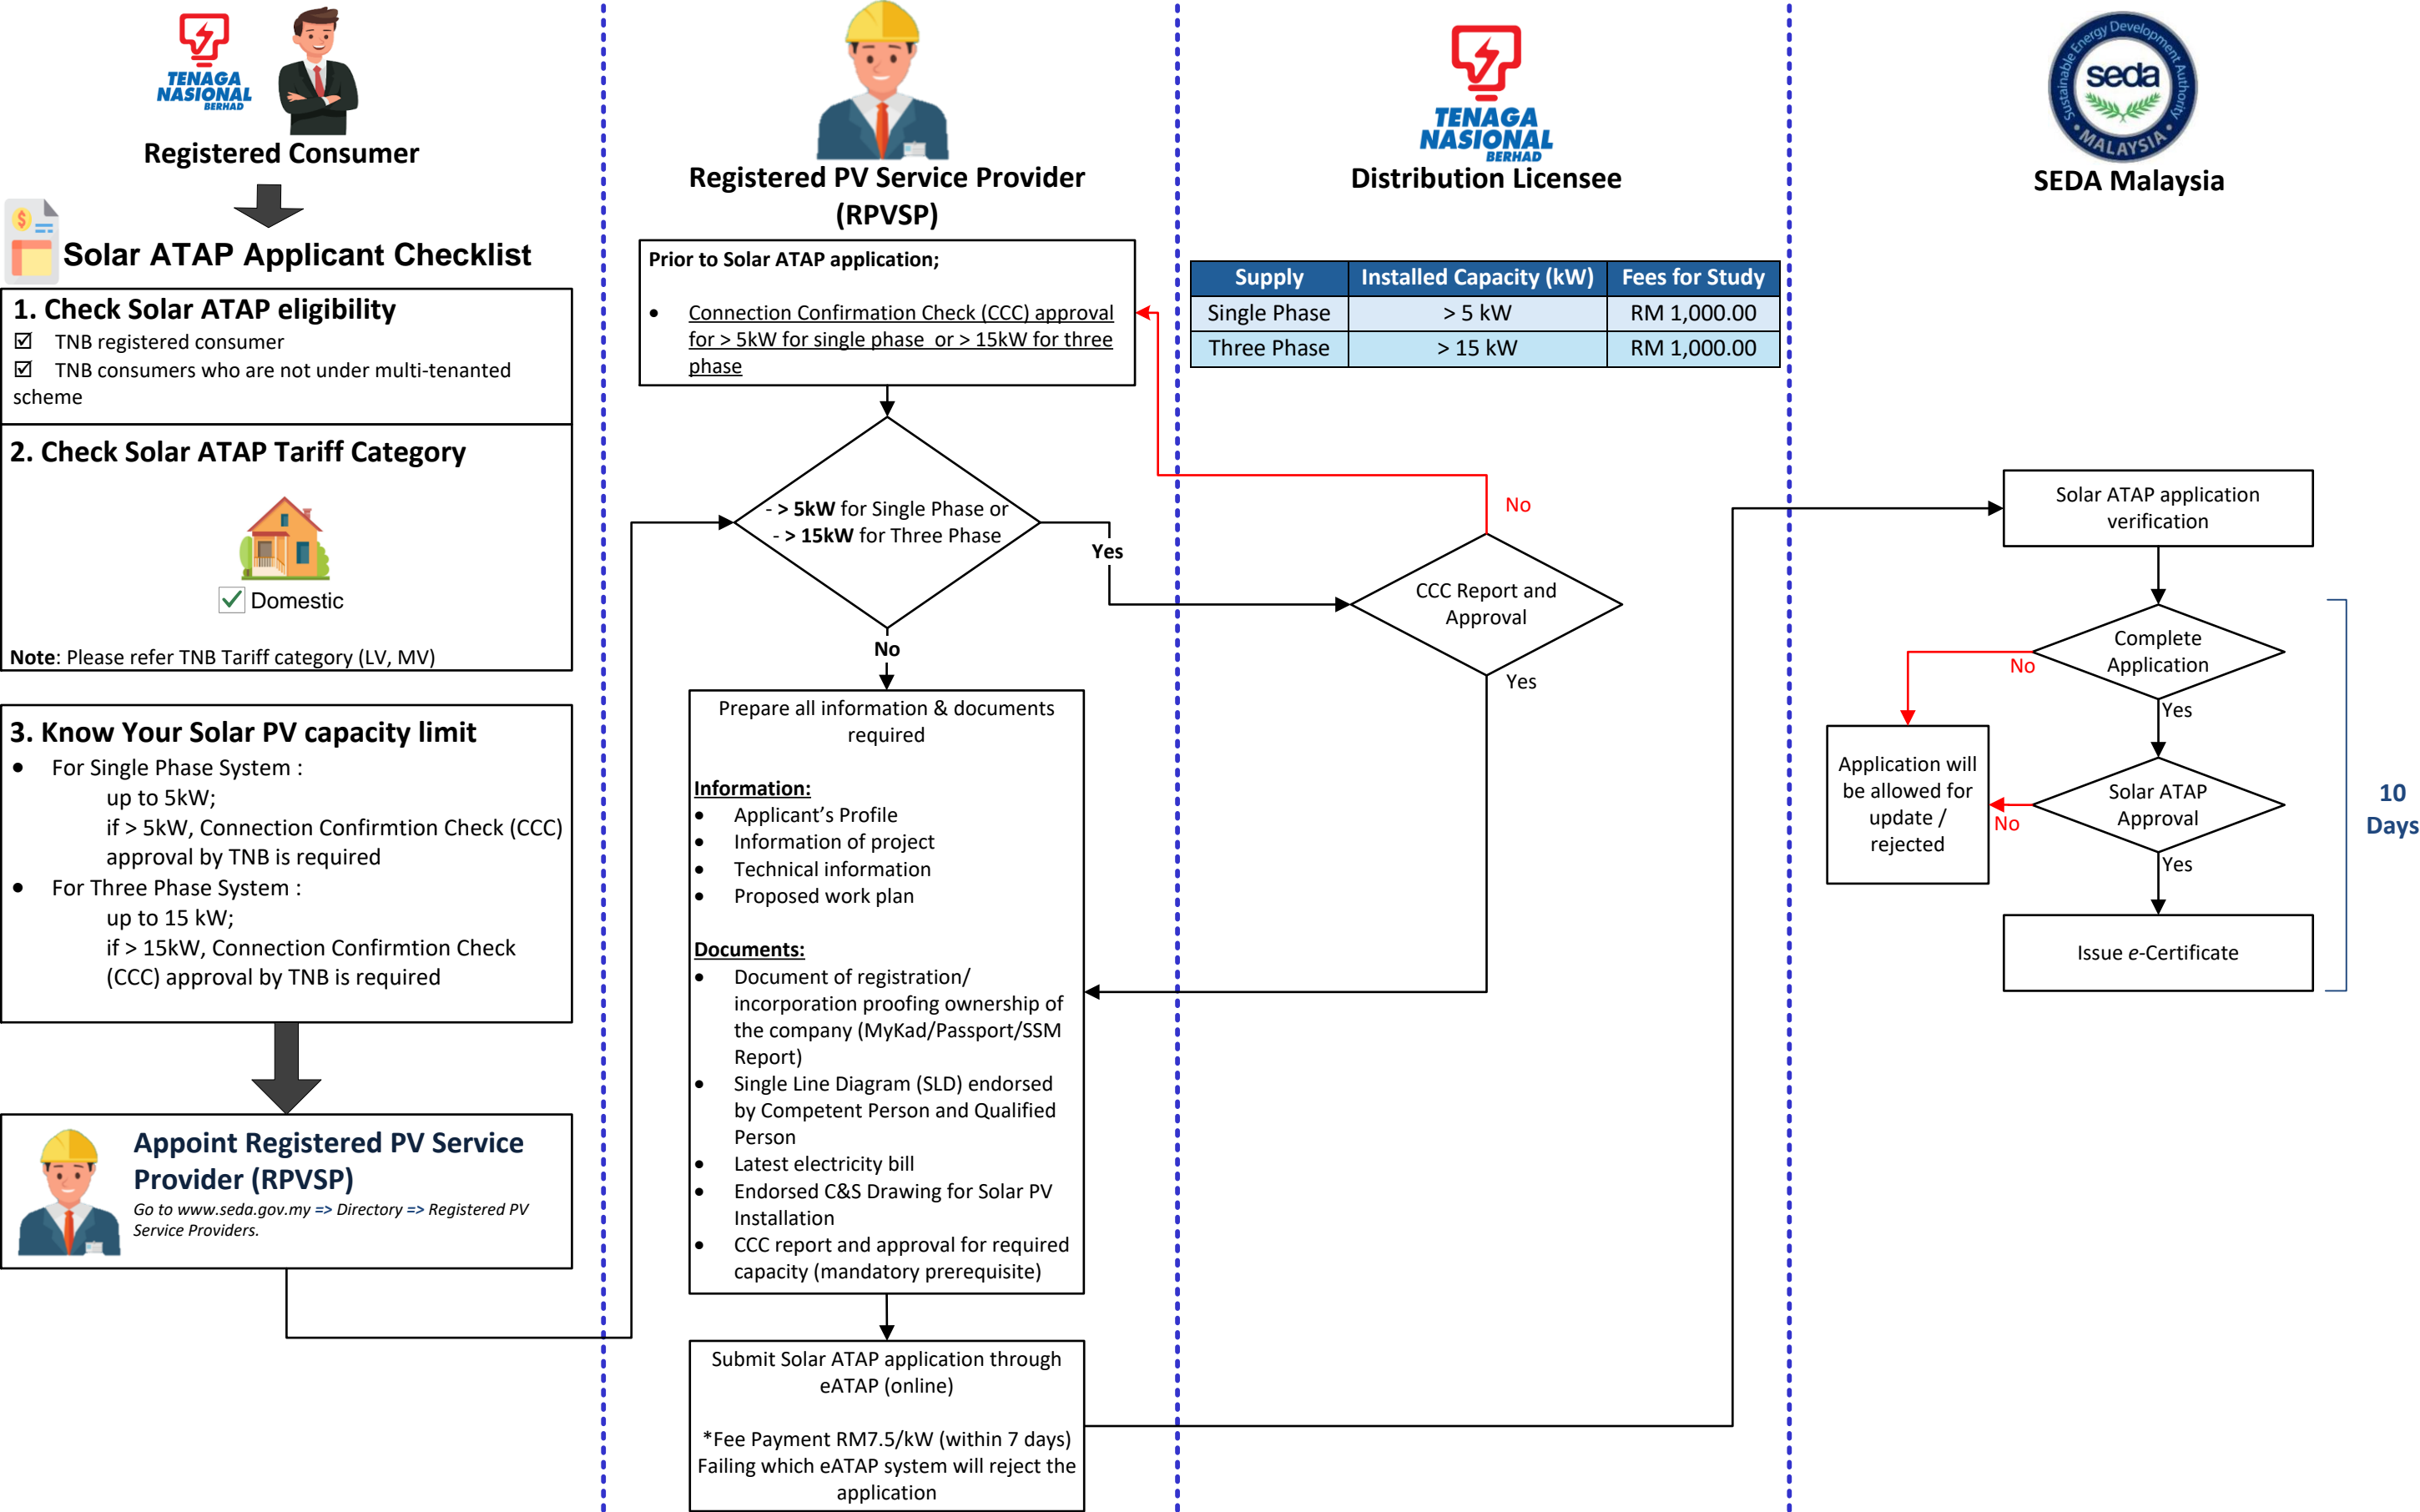 TENAGA
NASIONAL
BERHAD
Registered Consumer
Solar ATAP Applicant Checklist
1. Check Solar ATAP eligibility
☑ TNB registered consumer
☑ TNB consumers who are not under multi-tenanted
scheme
2. Check Solar ATAP Tariff Category
Domestic
Note: Please refer TNB Tariff category (LV, MV)
3. Know Your Solar PV capacity limit
• For Single Phase System :
up to 5kW;
if > 5kW, Connection Confirmtion Check (CCC)
approval by TNB is required
• For Three Phase System :
up to 15 kW;
if > 15kW, Connection Confirmtion Check
(CCC) approval by TNB is required
Appoint Registered PV Service
Provider (RPVSP)
Go to www.seda.gov.my => Directory => Registered PV
Service Providers.
Registered PV Service Provider
(RPVSP)
Prior to Solar ATAP application;
• Connection Confirmation Check (CCC) approval
for > 5kW for single phase or > 15kW for three
phase
- > 5kW for Single Phase or
- > 15kW for Three Phase
Yes
No
Prepare all information & documents
required
Information:
• Applicant's Profile
• Information of project
• Technical information
• Proposed work plan
Documents:
• Document of registration/
incorporation proofing ownership of
the company (MyKad/Passport/SSM
Report)
• Single Line Diagram (SLD) endorsed
by Competent Person and Qualified
Person
• Latest electricity bill
• Endorsed C&S Drawing for Solar PV
Installation
• CCC report and approval for required
capacity (mandatory prerequisite)
Submit Solar ATAP application through
eATAP (online)
*Fee Payment RM7.5/kW (within 7 days)
Failing which eATAP system will reject the
application
TENAGA
NASIONAL
BERHAD
Distribution Licensee
Supply Installed Capacity (kW) Fees for Study
Single Phase > 5 kW RM 1,000.00
Three Phase > 15 kW RM 1,000.00
No
CCC Report and
Approval
Yes
Sustainable Energy Development Authority
seda
• MALAYSIA •
SEDA Malaysia
Solar ATAP application
verification
Complete
Application
No
Yes
Application will
be allowed for
update /
rejected
Solar ATAP
Approval
No
Yes
Issue e-Certificate
10
Days